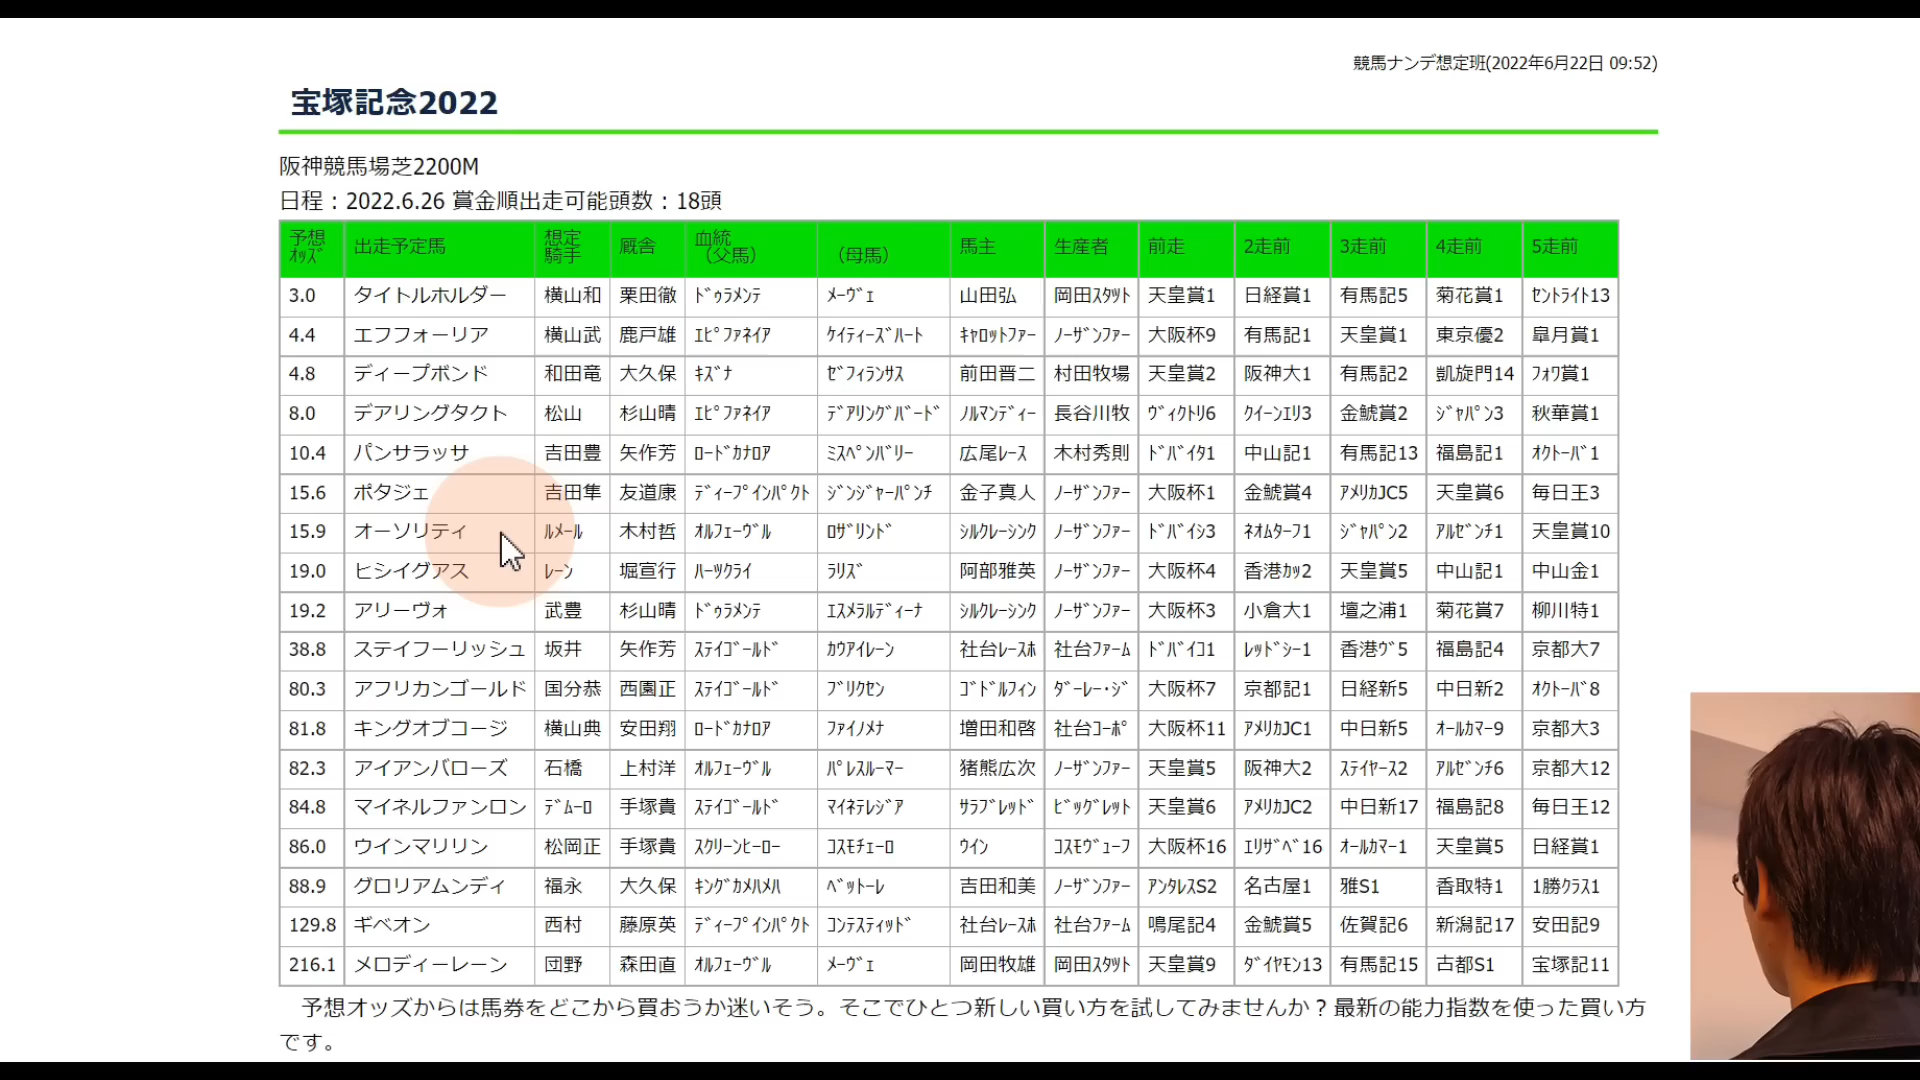 競馬ナンデ想定班(2022年6月22日 09:52)
宝塚記念2022
阪神競馬場芝2200M
日程：2022.6.26 賞金順出走可能頭数：18頭
予想ｵｯｽﾞ 出走予定馬 想定騎手 厩舎 血統（父馬） （母馬） 馬主 生産者 前走 2走前 3走前 4走前 5走前
3.0 タイトルホルダー 横山和 栗田徹 ﾄﾞｩﾗﾒﾝﾃ ﾒｰｳﾞｪ 山田弘 岡田ｽﾀｯﾄ 天皇賞1 日経賞1 有馬記5 菊花賞1 ｾﾝﾄﾗｲﾄ13
4.4 エフフォーリア 横山武 鹿戸雄 ｴﾋﾟﾌｧﾈｲｱ ｹｲﾃｨｰｽﾞﾊｰﾄ ｷｬﾛｯﾄﾌｧｰ ﾉｰｻﾞﾝﾌｧｰ 大阪杯9 有馬記1 天皇賞1 東京優2 皐月賞1
4.8 ディープボンド 和田竜 大久保 ｷｽﾞﾅ ｾﾞﾌｨﾗﾝｻｽ 前田晋二 村田牧場 天皇賞2 阪神大1 有馬記2 凱旋門14 ﾌｫﾜ賞1
8.0 デアリングタクト 松山 杉山晴 ｴﾋﾟﾌｧﾈｲｱ ﾃﾞｱﾘﾝｸﾞﾊﾞｰﾄﾞ ﾉﾙﾏﾝﾃﾞｨｰ 長谷川牧 ｳﾞｨｸﾄﾘ6 ｸｲｰﾝｴﾘ3 金鯱賞2 ｼﾞｬﾊﾟﾝ3 秋華賞1
10.4 パンサラッサ 吉田豊 矢作芳 ﾛｰﾄﾞｶﾅﾛｱ ﾐｽﾍﾟﾝﾊﾞﾘｰ 広尾ﾚｰｽ 木村秀則 ﾄﾞﾊﾞｲﾀ1 中山記1 有馬記13 福島記1 ｵｸﾄｰﾊﾞ1
15.6 ポタジェ 吉田隼 友道康 ﾃﾞｨｰﾌﾟｲﾝﾊﾟｸﾄ ｼﾞﾝｼﾞｬｰﾊﾟﾝﾁ 金子真人 ﾉｰｻﾞﾝﾌｧｰ 大阪杯1 金鯱賞4 ｱﾒﾘｶJC5 天皇賞6 毎日王3
15.9 オーソリティ ﾙﾒｰﾙ 木村哲 ｵﾙﾌｪｰｳﾞﾙ ﾛｻﾞﾘﾝﾄﾞ ｼﾙｸﾚｰｼﾝｸ ﾉｰｻﾞﾝﾌｧｰ ﾄﾞﾊﾞｲｼ3 ﾈｵﾑﾀｰﾌ1 ｼﾞｬﾊﾟﾝ2 ｱﾙｾﾞﾝﾁ1 天皇賞10
19.0 ヒシイグアス ﾚｰﾝ 堀宣行 ﾊｰﾂｸﾗｲ ﾗﾘｽﾞ 阿部雅英 ﾉｰｻﾞﾝﾌｧｰ 大阪杯4 香港ｶｯ2 天皇賞5 中山記1 中山金1
19.2 アリーヴォ 武豊 杉山晴 ﾄﾞｩﾗﾒﾝﾃ ｴｽﾒﾗﾙﾃﾞｨｰﾅ ｼﾙｸﾚｰｼﾝｸ ﾉｰｻﾞﾝﾌｧｰ 大阪杯3 小倉大1 壇之浦1 菊花賞7 柳川特1
38.8 ステイフーリッシュ 坂井 矢作芳 ｽﾃｲｺﾞｰﾙﾄﾞ ｶｳｱｲﾚｰﾝ 社台ﾚｰｽﾎ 社台ﾌｧｰﾑ ﾄﾞﾊﾞｲｺ1 ﾚｯﾄﾞｼｰ1 香港ｳﾞ5 福島記4 京都大7
80.3 アフリカンゴールド 国分恭 西園正 ｽﾃｲｺﾞｰﾙﾄﾞ ﾌﾞﾘｸｾﾝ ｺﾞﾄﾞﾙﾌｨﾝ ﾀﾞｰﾚｰ・ｼﾞ 大阪杯7 京都記1 日経新5 中日新2 ｵｸﾄｰﾊﾞ8
81.8 キングオブコージ 横山典 安田翔 ﾛｰﾄﾞｶﾅﾛｱ ﾌｧｲﾉﾒﾅ 増田和啓 社台ｺｰﾎﾟ 大阪杯11 ｱﾒﾘｶJC1 中日新5 ｵｰﾙｶﾏｰ9 京都大3
82.3 アイアンバローズ 石橋 上村洋 ｵﾙﾌｪｰｳﾞﾙ ﾊﾟﾚｽﾙｰﾏｰ 猪熊広次 ﾉｰｻﾞﾝﾌｧｰ 天皇賞5 阪神大2 ｽﾃｲﾔｰｽ2 ｱﾙｾﾞﾝﾁ6 京都大12
84.8 マイネルファンロン ﾃﾞﾑｰﾛ 手塚貴 ｽﾃｲｺﾞｰﾙﾄﾞ ﾏｲﾈﾃﾚｼﾞｱ ｻﾗﾌﾞﾚｯﾄﾞ ﾋﾞｯｸﾞﾚｯﾄ 天皇賞6 ｱﾒﾘｶJC2 中日新17 福島記8 毎日王12
86.0 ウインマリリン 松岡正 手塚貴 ｽｸﾘｰﾝﾋｰﾛｰ ｺｽﾓﾁｪｰﾛ ｳｲﾝ ｺｽﾓｳﾞｭｰﾌ 大阪杯16 ｴﾘｻﾞﾍﾞ16 ｵｰﾙｶﾏｰ1 天皇賞5 日経賞1
88.9 グロリアムンディ 福永 大久保 ｷﾝｸﾞｶﾒﾊﾒﾊ ﾍﾞｯﾄｰﾚ 吉田和美 ﾉｰｻﾞﾝﾌｧｰ ｱﾝﾀﾚｽS2 名古屋1 雅S1 香取特1 1勝ｸﾗｽ1
129.8 ギベオン 西村 藤原英 ﾃﾞｨｰﾌﾟｲﾝﾊﾟｸﾄ ｺﾝﾃｽﾃｨｯﾄﾞ 社台ﾚｰｽﾎ 社台ﾌｧｰﾑ 鳴尾記4 金鯱賞5 佐賀記6 新潟記17 安田記9
216.1 メロディーレーン 団野 森田直 ｵﾙﾌｪｰｳﾞﾙ ﾒｰｳﾞｪ 岡田牧雄 岡田ｽﾀｯﾄ 天皇賞9 ﾀﾞｲﾔﾓﾝ13 有馬記15 古都S1 宝塚記11
予想オッズからは馬券をどこから買おうか迷いそう。そこでひとつ新しい買い方を試してみませんか？最新の能力指数を使った買い方
です。